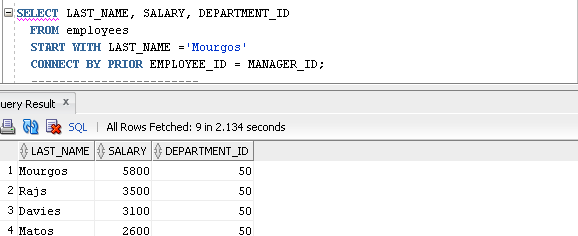 SELECT LAST_NAME, SALARY, DEPARTMENT_ID
FROM employees
START WITH LAST_NAME ='Mourgos'
CONNECT BY PRIOR EMPLOYEE_ID = MANAGER_ID;
------------------------
uery Result x
SQL | All Rows Fetched: 9 in 2.134 seconds
LAST_NAME SALARY DEPARTMENT_ID
1 Mourgos 5800 50
2 Rajs 3500 50
3 Davies 3100 50
4 Matos 2600 50